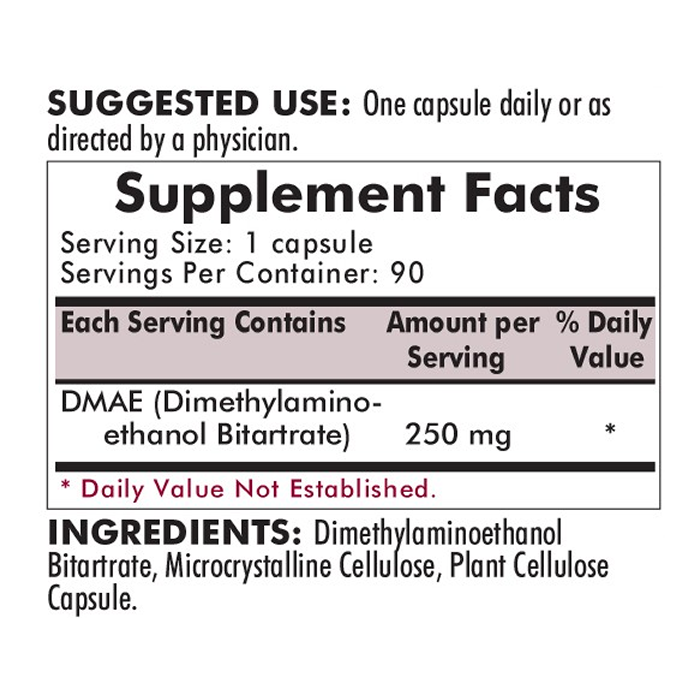 SUGGESTED USE: One capsule daily or as
directed by a physician.
Supplement Facts
Serving Size: 1 capsule
Servings Per Container: 90
Each Serving Contains Amount per % Daily
Serving Value
DMAE (Dimethylamino-
ethanol Bitartrate) 250 mg *
* Daily Value Not Established.
INGREDIENTS: Dimethylaminoethanol
Bitartrate, Microcrystalline Cellulose, Plant Cellulose
Capsule.